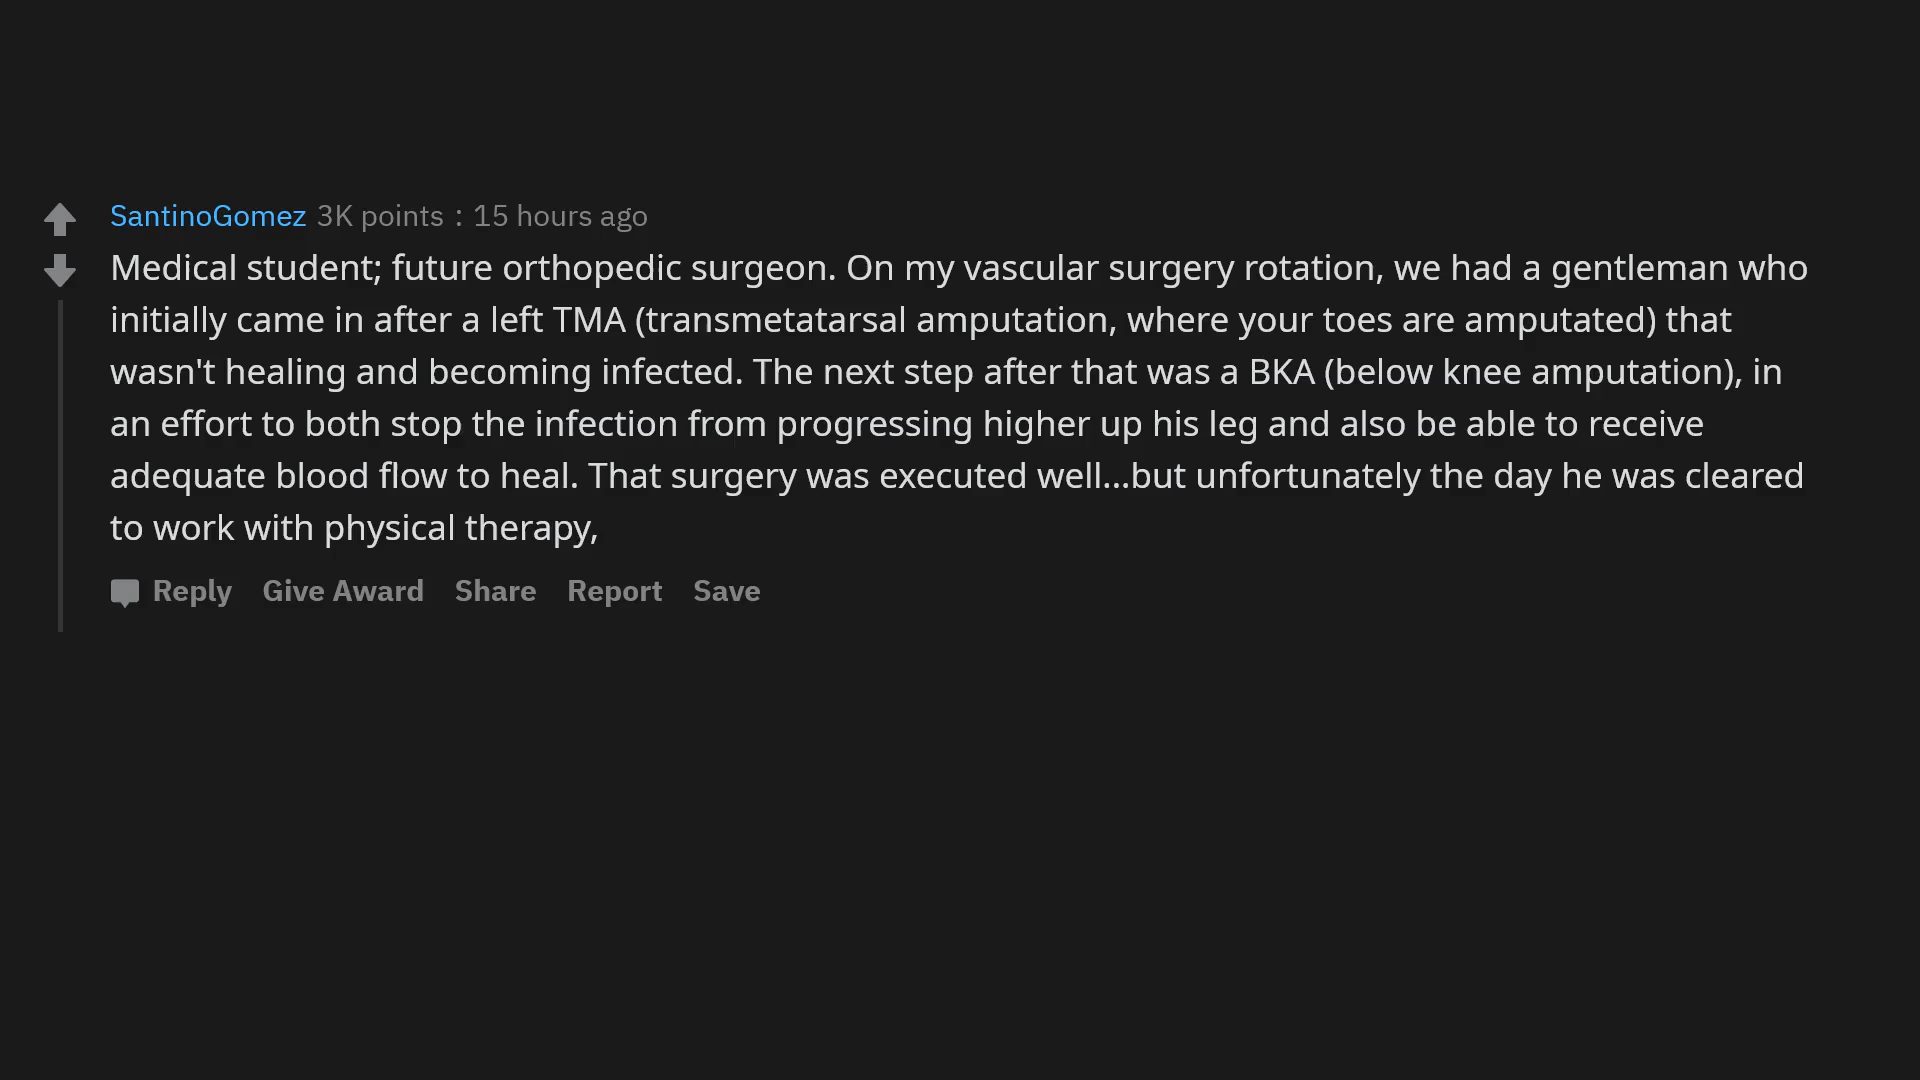 SantinoGomez 3K points : 15 hours ago
Medical student; future orthopedic surgeon. On my vascular surgery rotation, we had a gentleman who
initially came in after a left TMA (transmetatarsal amputation, where your toes are amputated) that
wasn't healing and becoming infected. The next step after that was a BKA (below knee amputation), in
an effort to both stop the infection from progressing higher up his leg and also be able to receive
adequate blood flow to heal. That surgery was executed well...but unfortunately the day he was cleared
to work with physical therapy,
Reply Give Award Share Report Save